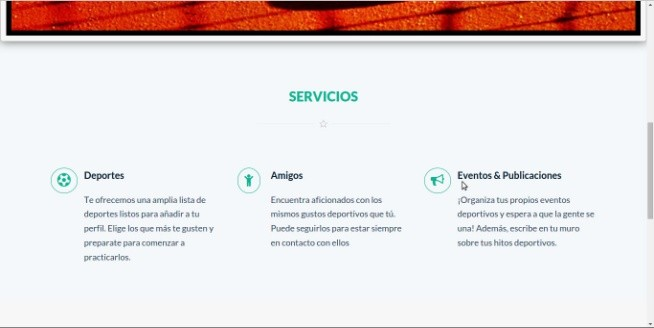 SERVICIOS
Deportes
Te ofrecemos una amplia lista de
deportes listos para añadir a tu
perfil. Elige los que más te gusten y
preparate para comenzar a
practicarlos.
Amigos
Encuentra aficionados con los
mismos gustos deportivos que tú.
Puede seguirlos para estar siempre
en contacto con ellos
Eventos & Publicaciones
¡Organiza tus propios eventos
deportivos y espera a que la gente se
una! Además, escribe en tu muro
sobre tus hitos deportivos.